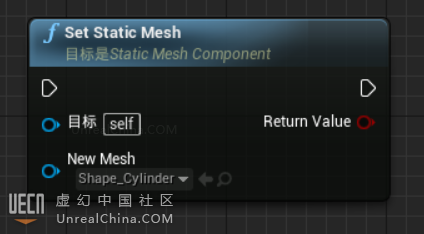 f Set Static Mesh
目标是Static Mesh Component
目标 self
Return Value
New Mesh
Shape_Cylinder
UECN 虚幻中国社区
UnrealChina.COM